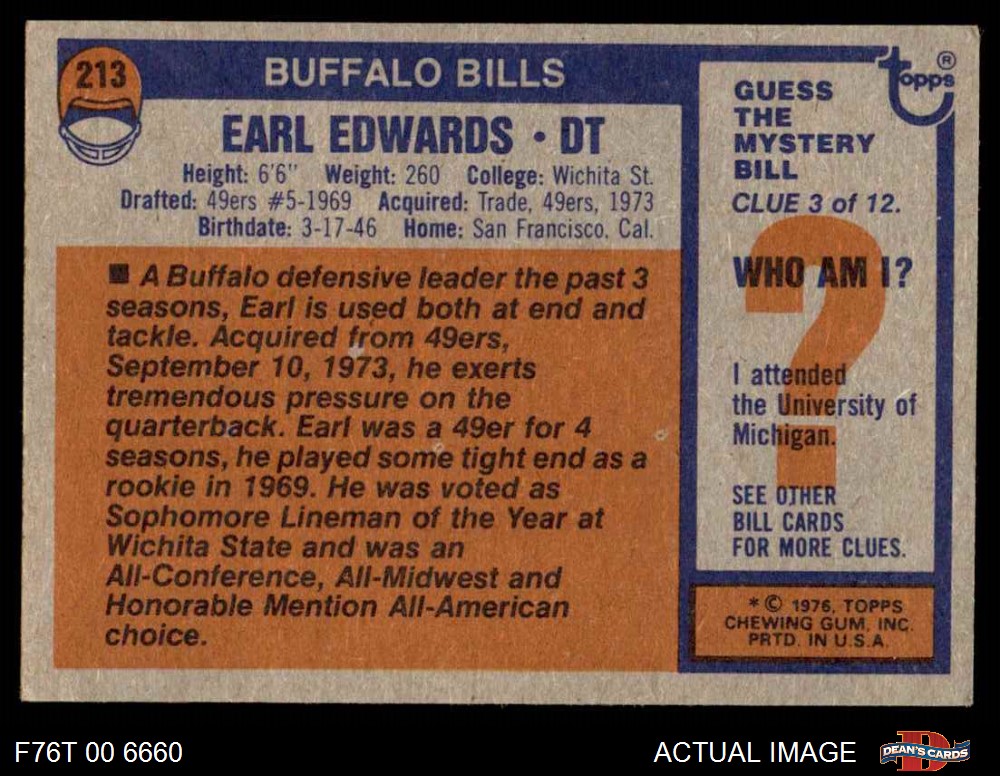 213
BUFFALO BILLS
EARL EDWARDS • DT
Height: 6'6" Weight: 260 College: Wichita St.
Drafted: 49ers #5-1969 Acquired: Trade, 49ers, 1973
Birthdate: 3-17-46 Home: San Francisco, Cal.
■ A Buffalo defensive leader the past 3
seasons, Earl is used both at end and
tackle. Acquired from 49ers,
September 10, 1973, he exerts
tremendous pressure on the
quarterback. Earl was a 49er for 4
seasons, he played some tight end as a
rookie in 1969. He was voted as
Sophomore Lineman of the Year at
Wichita State and was an
All-Conference, All-Midwest and
Honorable Mention All-American
choice.
topps ®
GUESS
THE
MYSTERY
BILL
CLUE 3 of 12.
?
WHO AM I?
I attended
the University of
Michigan.
SEE OTHER
BILL CARDS
FOR MORE CLUES.
* © 1976, TOPPS
CHEWING GUM, INC.
PRTD. IN U.S.A.
F76T 00 6660
ACTUAL IMAGE
D
DEAN'S CARDS